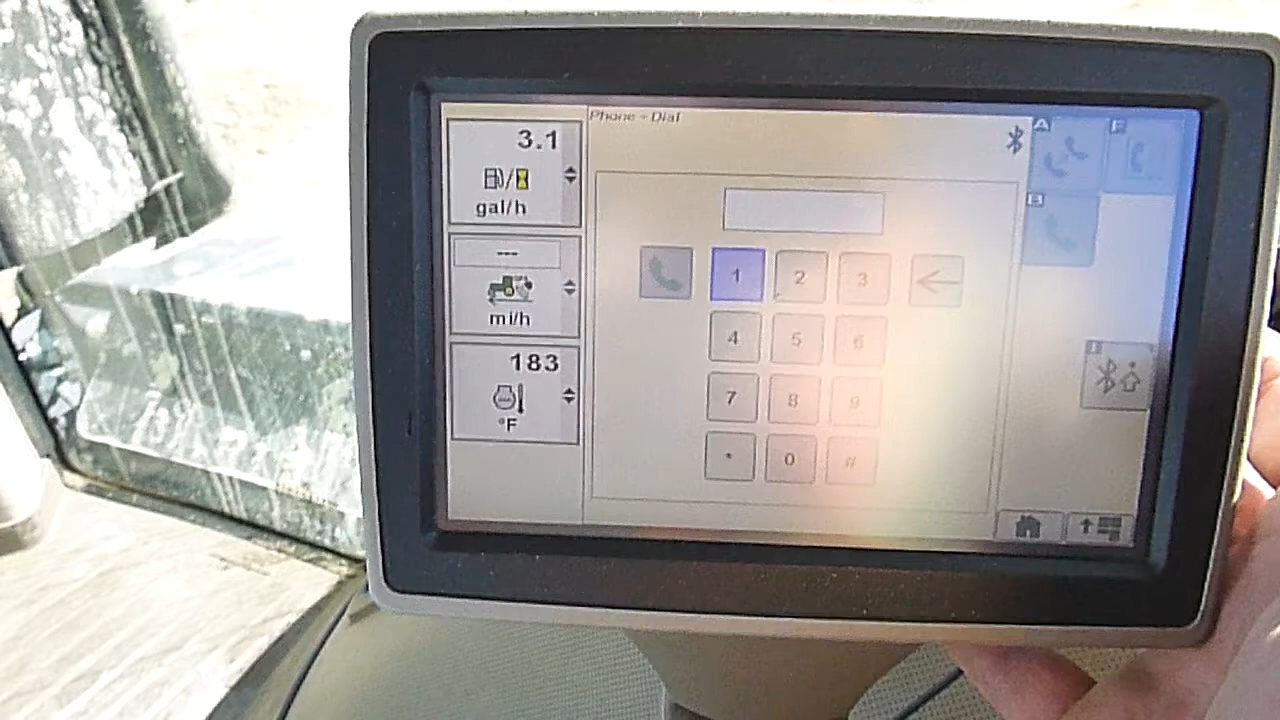 Phone - Dial
3.1
gal/h
---
mi/h
183
°F
1 2 3
4 5 6
7 8 9
* 0 #
A
B